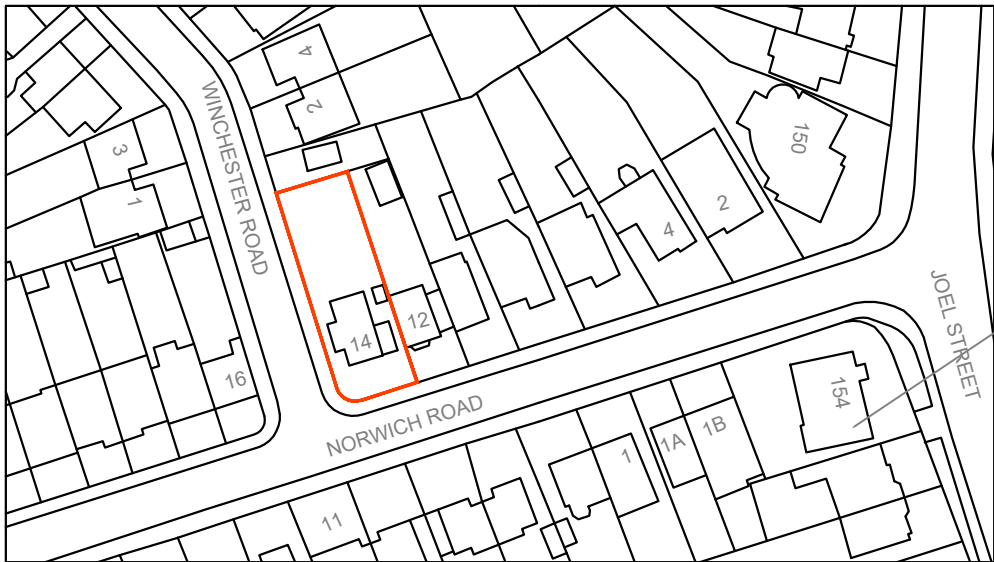 4
2
WINCHESTER ROAD
3
1
150
2
4
12
14
16
JOEL STREET
154
NORWICH ROAD
1B
1A
1
11